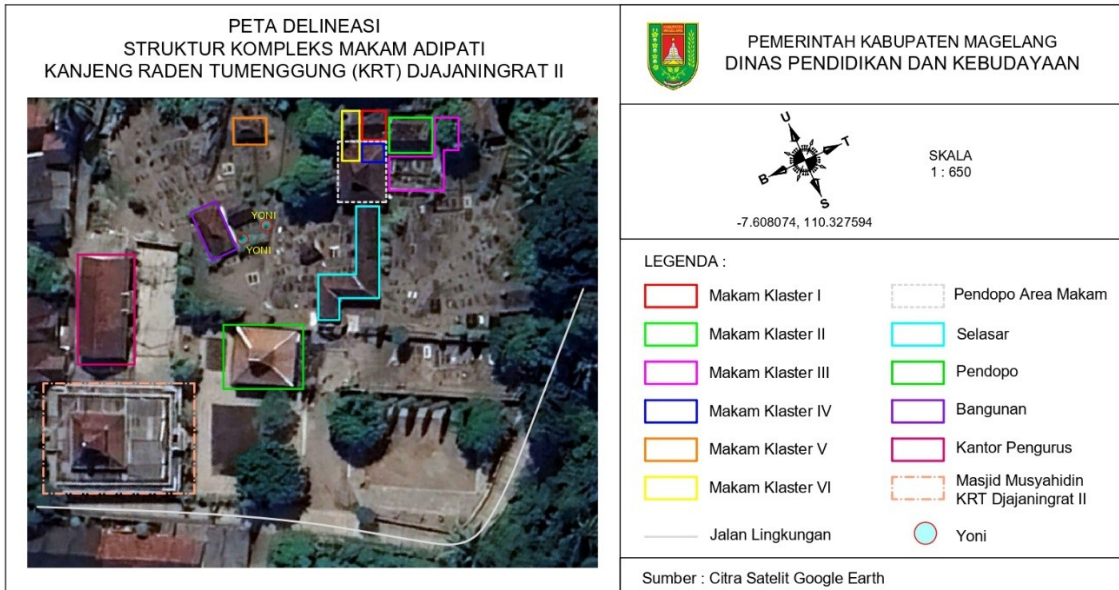 PETA DELINEASI
STRUKTUR KOMPLEKS MAKAM ADIPATI
KANJENG RADEN TUMENGGUNG (KRT) DJAJANINGRAT II
YONI
YONI
PEMERINTAH KABUPATEN MAGELANG
DINAS PENDIDIKAN DAN KEBUDAYAAN
U
T
B
S
SKALA
1 : 650
-7.608074, 110.327594
LEGENDA :
Makam Klaster I
Makam Klaster II
Makam Klaster III
Makam Klaster IV
Makam Klaster V
Makam Klaster VI
Jalan Lingkungan
Pendopo Area Makam
Selasar
Pendopo
Bangunan
Kantor Pengurus
Masjid Musyahidin
KRT Djajaningrat II
Yoni
Sumber : Citra Satelit Google Earth